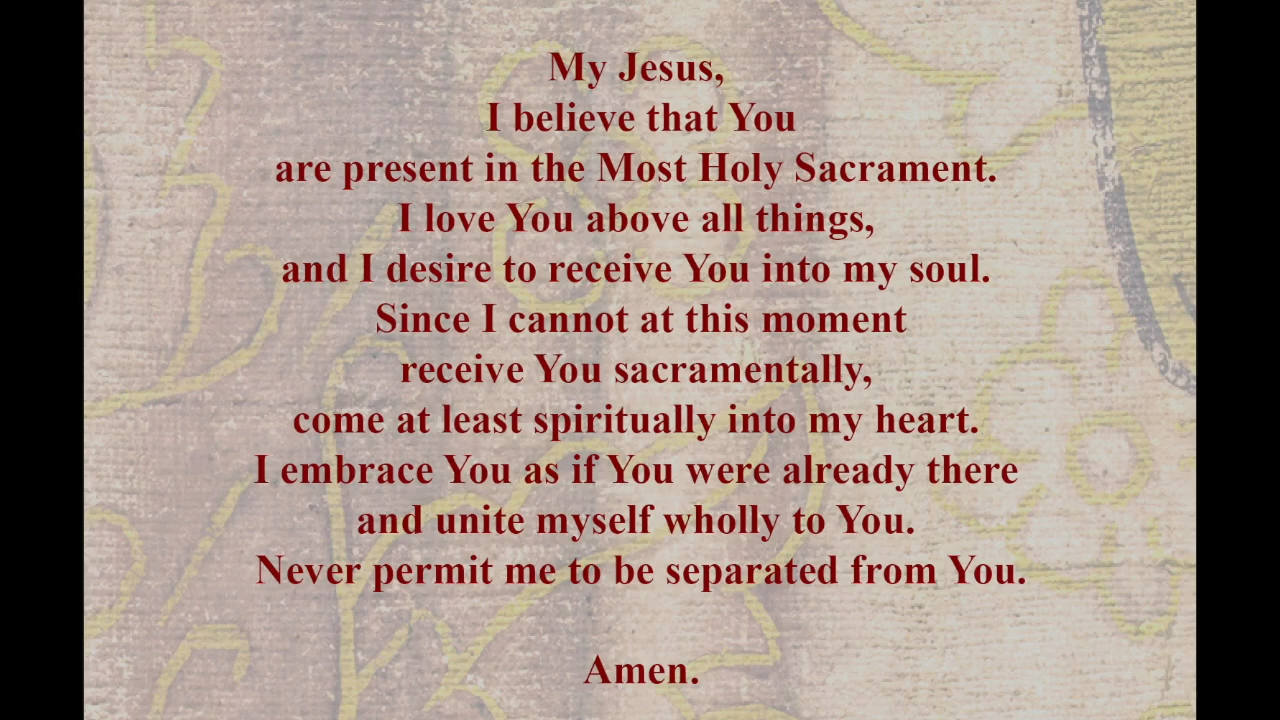 My Jesus,
I believe that You
are present in the Most Holy Sacrament.
I love You above all things,
and I desire to receive You into my soul.
Since I cannot at this moment
receive You sacramentally,
come at least spiritually into my heart.
I embrace You as if You were already there
and unite myself wholly to You.
Never permit me to be separated from You.
Amen.